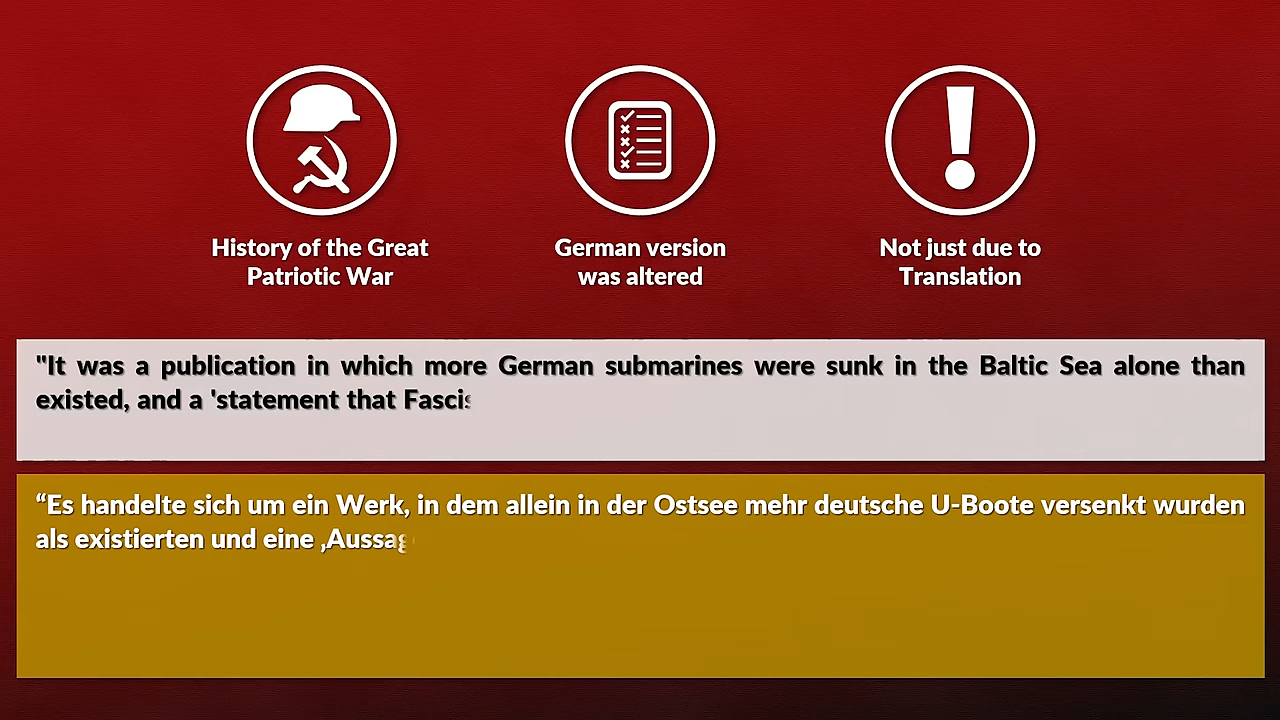 History of the Great
Patriotic War
German version
was altered
Not just due to
Translation
"It was a publication in which more German submarines were sunk in the Baltic Sea alone than
existed, and a 'statement that
“Es handelte sich um ein Werk, in dem allein in der Ostsee mehr deutsche U-Boote versenkt wurden
als existierten und eine